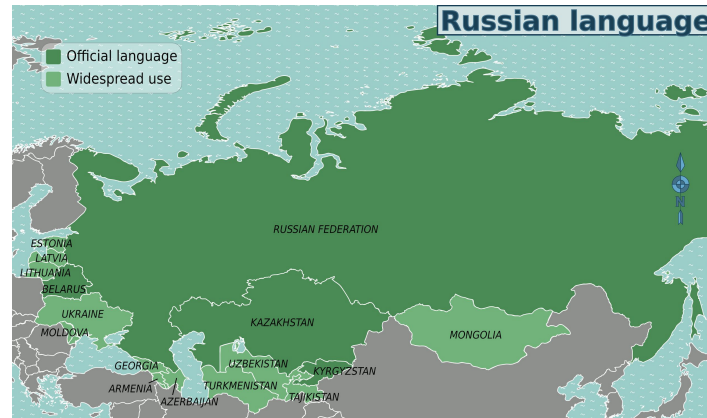 Russian language
Official language
Widespread use
RUSSIAN FEDERATION
ESTONIA
LATVIA
LITHUANIA
BELARUS
UKRAINE
MOLDOVA
KAZAKHSTAN
MONGOLIA
GEORGIA
UZBEKISTAN
KYRGYZSTAN
ARMENIA
TURKMENISTAN
AZERBAIJAN
TAJIKISTAN